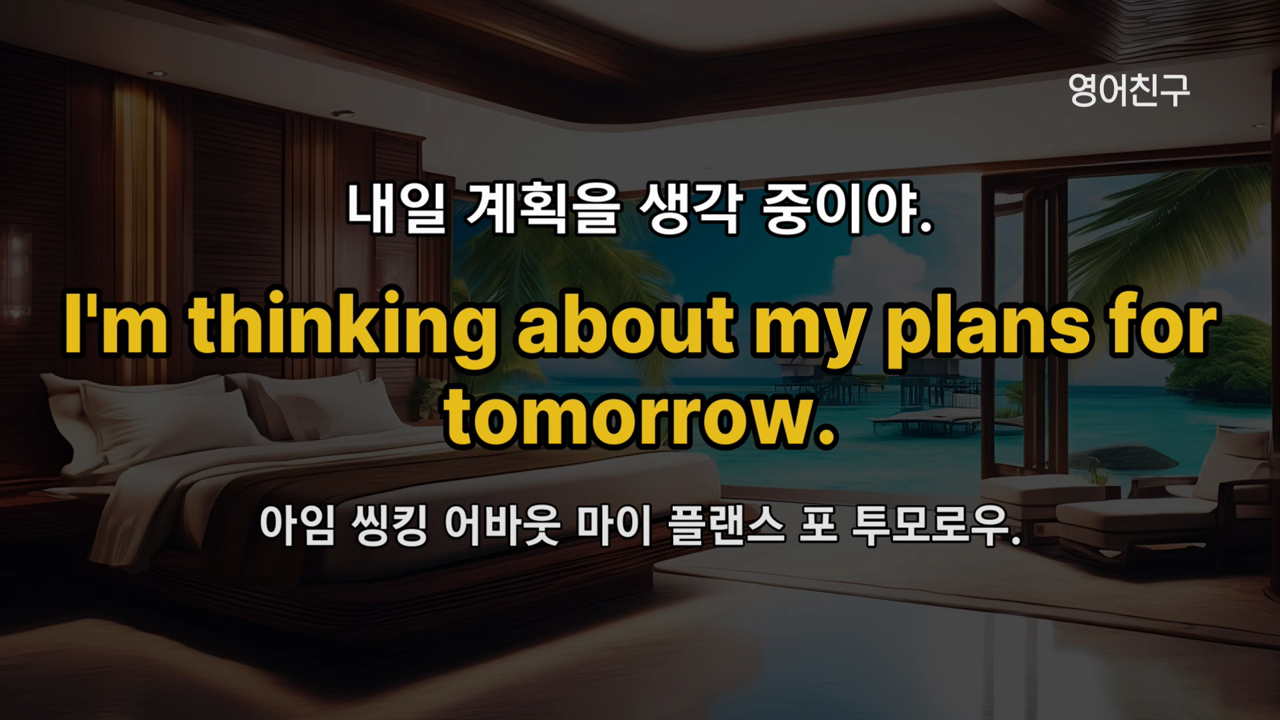 영어친구
내일 계획을 생각 중이야.
I'm thinking about my plans for
tomorrow.
아임 씽킹 어바웃 마이 플랜스 포 투모로우.